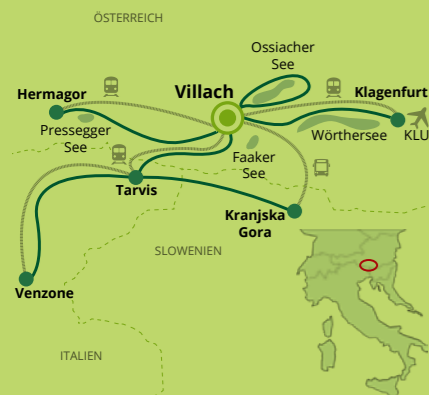 ÖSTERREICH
Ossiacher
See
Hermagor
Villach
Klagenfurt
Pressegger
See
Wörthersee
KLU
Faaker
See
Tarvis
Kranjska
Gora
SLOWENIEN
Venzone
ITALIEN